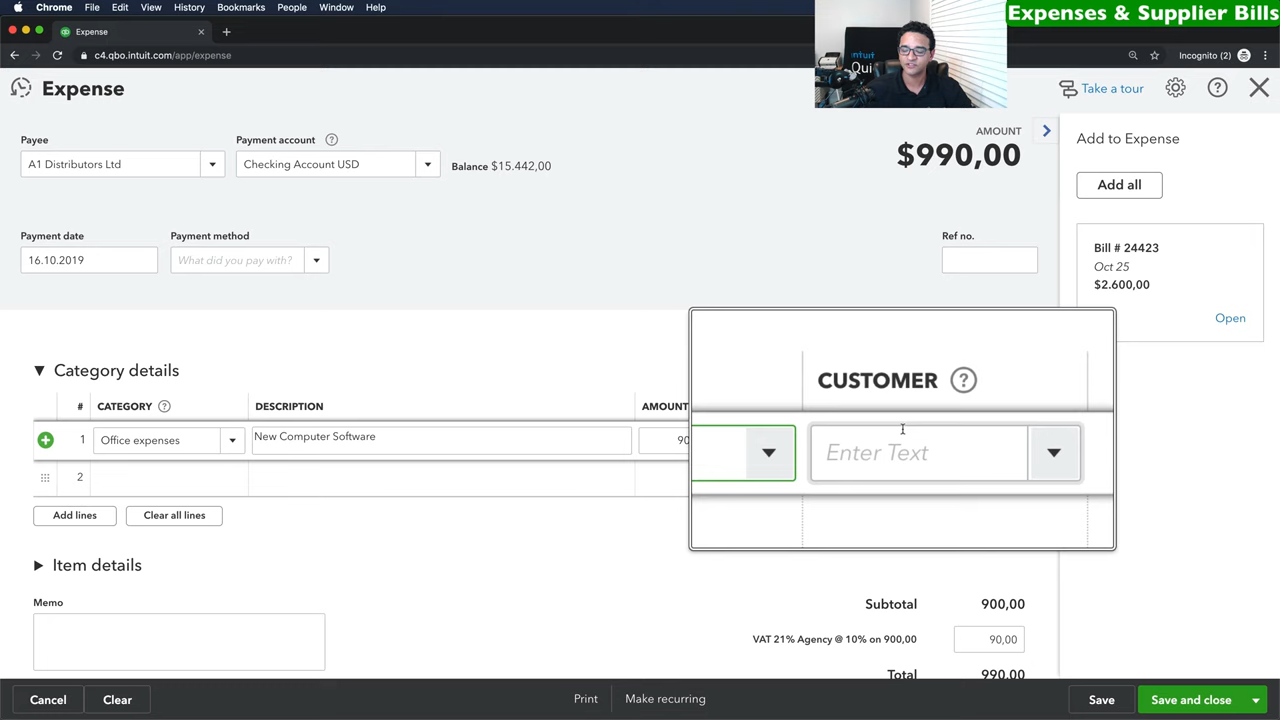 Chrome File Edit View History Bookmarks People Window Help
Expenses & Supplier Bills
Expense
c4.qbo.intuit.com/app/exp
Incognito (2)
intuit
Qui
Expense
Take a tour
Payee
Payment account
AMOUNT
A1 Distributors Ltd
Checking Account USD
Balance $15.442,00
$990,00
Add to Expense
Add all
Payment date
Payment method
Ref no.
16.10.2019
What did you pay with?
Bill # 24423
Oct 25
$2.600,00
Open
Category details
CUSTOMER
# CATEGORY DESCRIPTION AMOUNT
1 Office expenses New Computer Software 90
Enter Text
2
Add lines
Clear all lines
Item details
Memo
Subtotal 900,00
VAT 21% Agency @ 10% on 900,00 90,00
Total 990,00
Cancel
Clear
Print
Make recurring
Save
Save and close